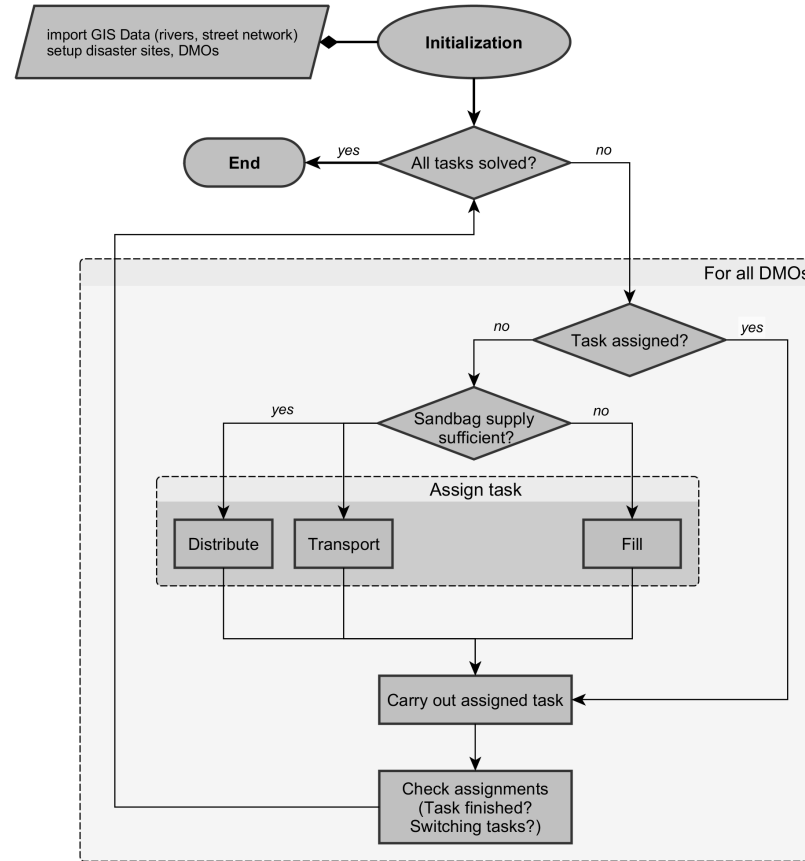 import GIS Data (rivers, street network)
setup disaster sites, DMOs
Initialization
End
yes
All tasks solved?
no
For all DMOs
no
Task assigned?
yes
yes
Sandbag supply
sufficient?
no
Assign task
Distribute
Transport
Fill
Carry out assigned task
Check assignments
(Task finished?
Switching tasks?)